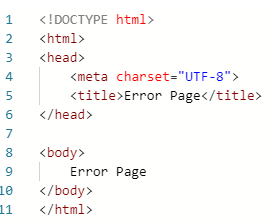 1 <!DOCTYPE html>
2 <html>
3 <head>
4     <meta charset="UTF-8">
5     <title>Error Page</title>
6 </head>
7
8 <body>
9     Error Page
10 </body>
11 </html>